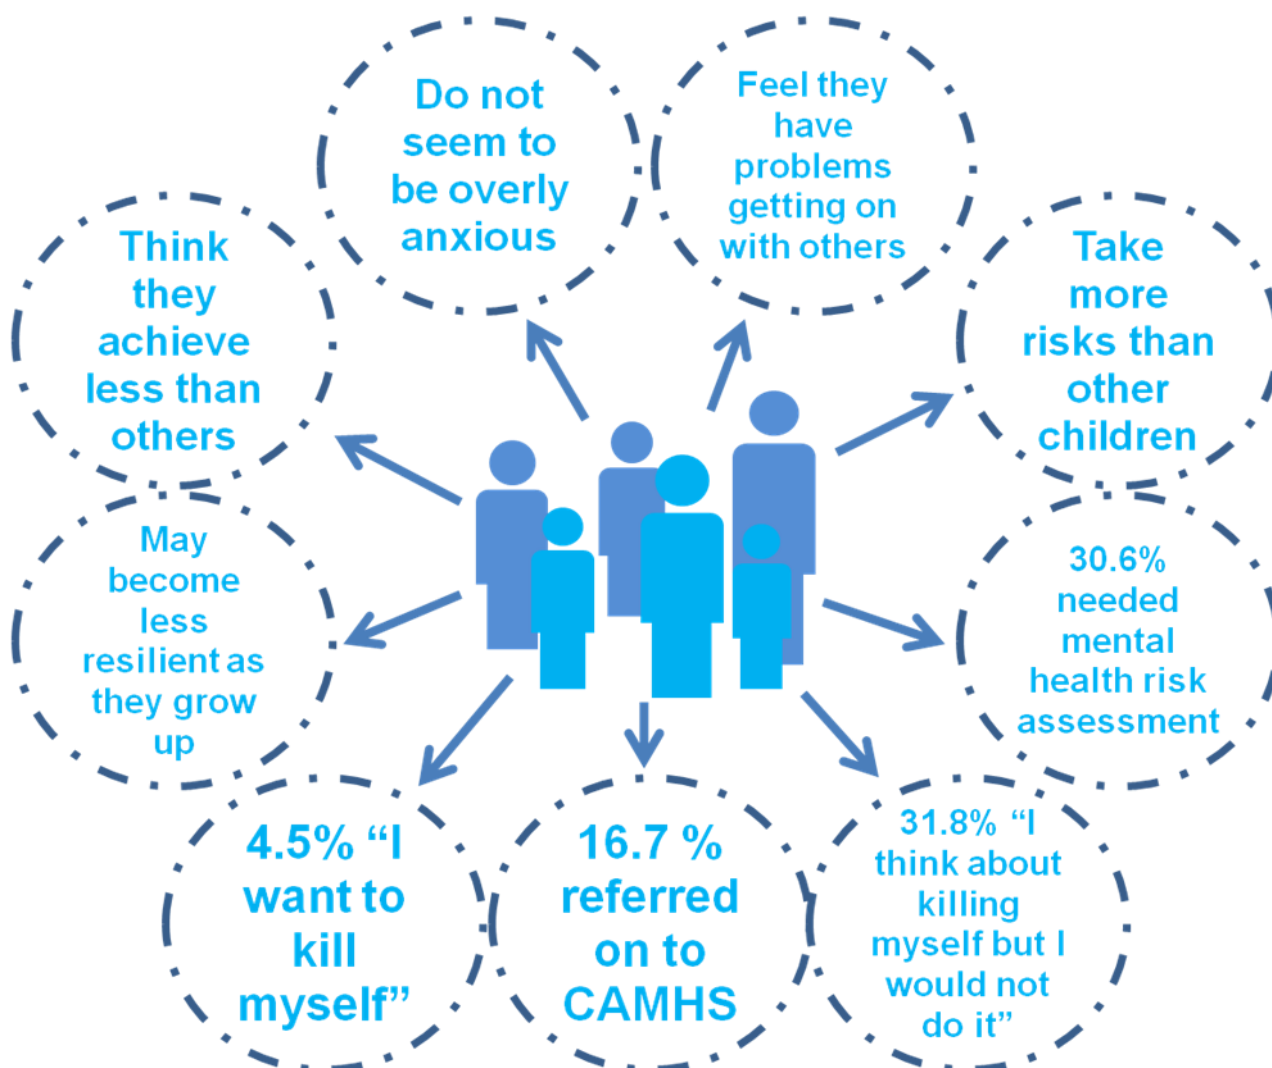 Do not
seem to
be overly
anxious
Feel they
have
problems
getting on
with others
Think
they
achieve
less than
others
Take
more
risks than
other
children
May
become
less
resilient as
they grow
up
30.6%
needed
mental
health risk
assessment
4.5% “I
want to
kill
myself”
16.7 %
referred
on to
CAMHS
31.8% “I
think about
killing
myself but I
would not
do it”